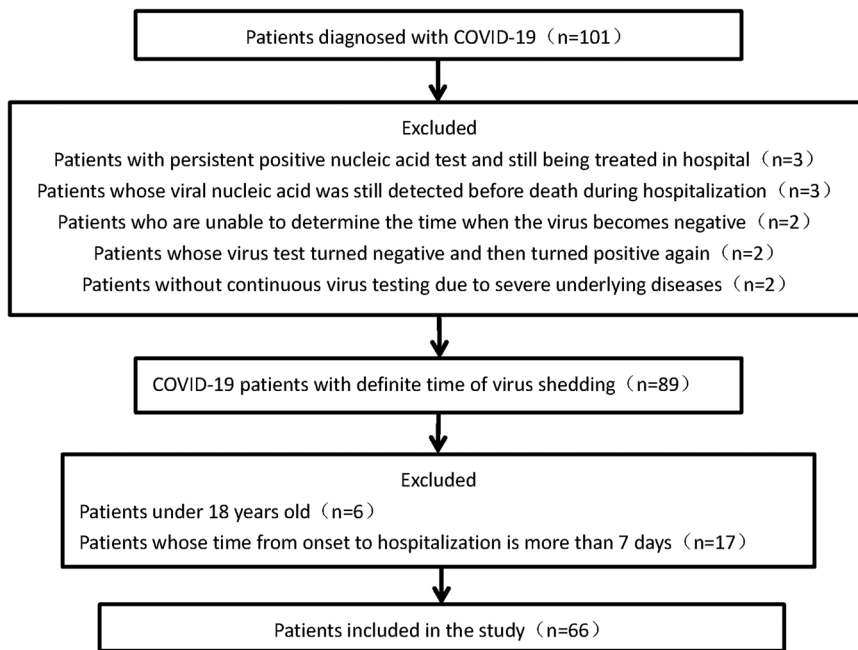 Patients diagnosed with COVID-19（n=101）
Excluded
Patients with persistent positive nucleic acid test and still being treated in hospital（n=3）
Patients whose viral nucleic acid was still detected before death during hospitalization（n=3）
Patients who are unable to determine the time when the virus becomes negative（n=2）
Patients whose virus test turned negative and then turned positive again（n=2）
Patients without continuous virus testing due to severe underlying diseases（n=2）
COVID-19 patients with definite time of virus shedding（n=89）
Excluded
Patients under 18 years old（n=6）
Patients whose time from onset to hospitalization is more than 7 days（n=17）
Patients included in the study（n=66）